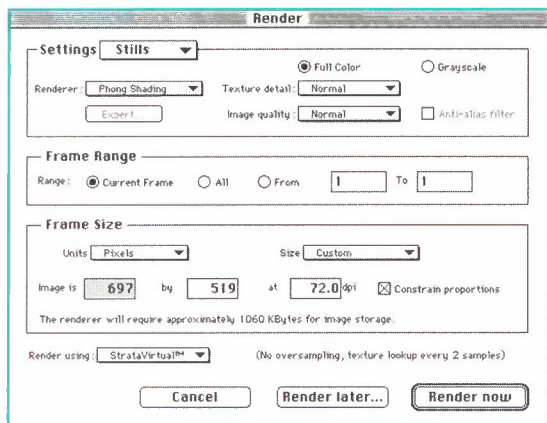 Render
Settings Stills
Full Color Grayscale
Renderer: Phong Shading Texture detail: Normal
Expert... Image quality: Normal Anti-alias filter
Frame Range
Range: Current Frame All From 1 To 1
Frame Size
Units Pixels Size Custom
Image is 697 by 519 at 72.0 dpi Constrain proportions
The renderer will require approximately 1060 KBytes for image storage.
Render using: StrataVirtual™ (No oversampling, texture lookup every 2 samples)
Cancel Render later... Render now